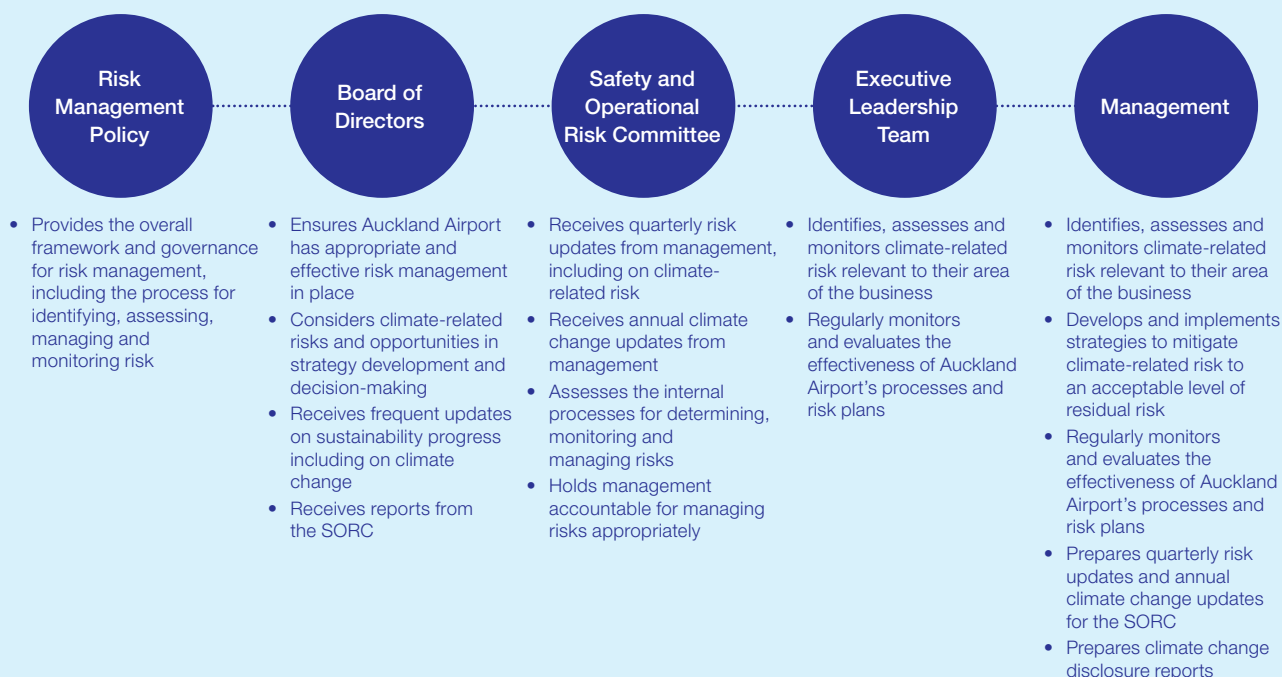 Risk
Management
Policy
Board of
Directors
Safety and
Operational
Risk Committee
Executive
Leadership
Team
Management
• Provides the overall
framework and governance
for risk management,
including the process for
identifying, assessing,
managing and
monitoring risk
• Ensures Auckland Airport
has appropriate and
effective risk management
in place
• Considers climate-related
risks and opportunities in
strategy development and
decision-making
• Receives frequent updates
on sustainability progress
including on climate
change
• Receives reports from
the SORC
• Receives quarterly risk
updates from management,
including on climate-
related risk
• Receives annual climate
change updates from
management
• Assesses the internal
processes for determining,
monitoring and
managing risks
• Holds management
accountable for managing
risks appropriately
• Identifies, assesses and
monitors climate-related
risk relevant to their area
of the business
• Regularly monitors
and evaluates the
effectiveness of Auckland
Airport's processes and
risk plans
• Identifies, assesses and
monitors climate-related
risk relevant to their area
of the business
• Develops and implements
strategies to mitigate
climate-related risk to
an acceptable level of
residual risk
• Regularly monitors
and evaluates the
effectiveness of Auckland
Airport's processes and
risk plans
• Prepares quarterly risk
updates and annual
climate change updates
for the SORC
• Prepares climate change
disclosure reports